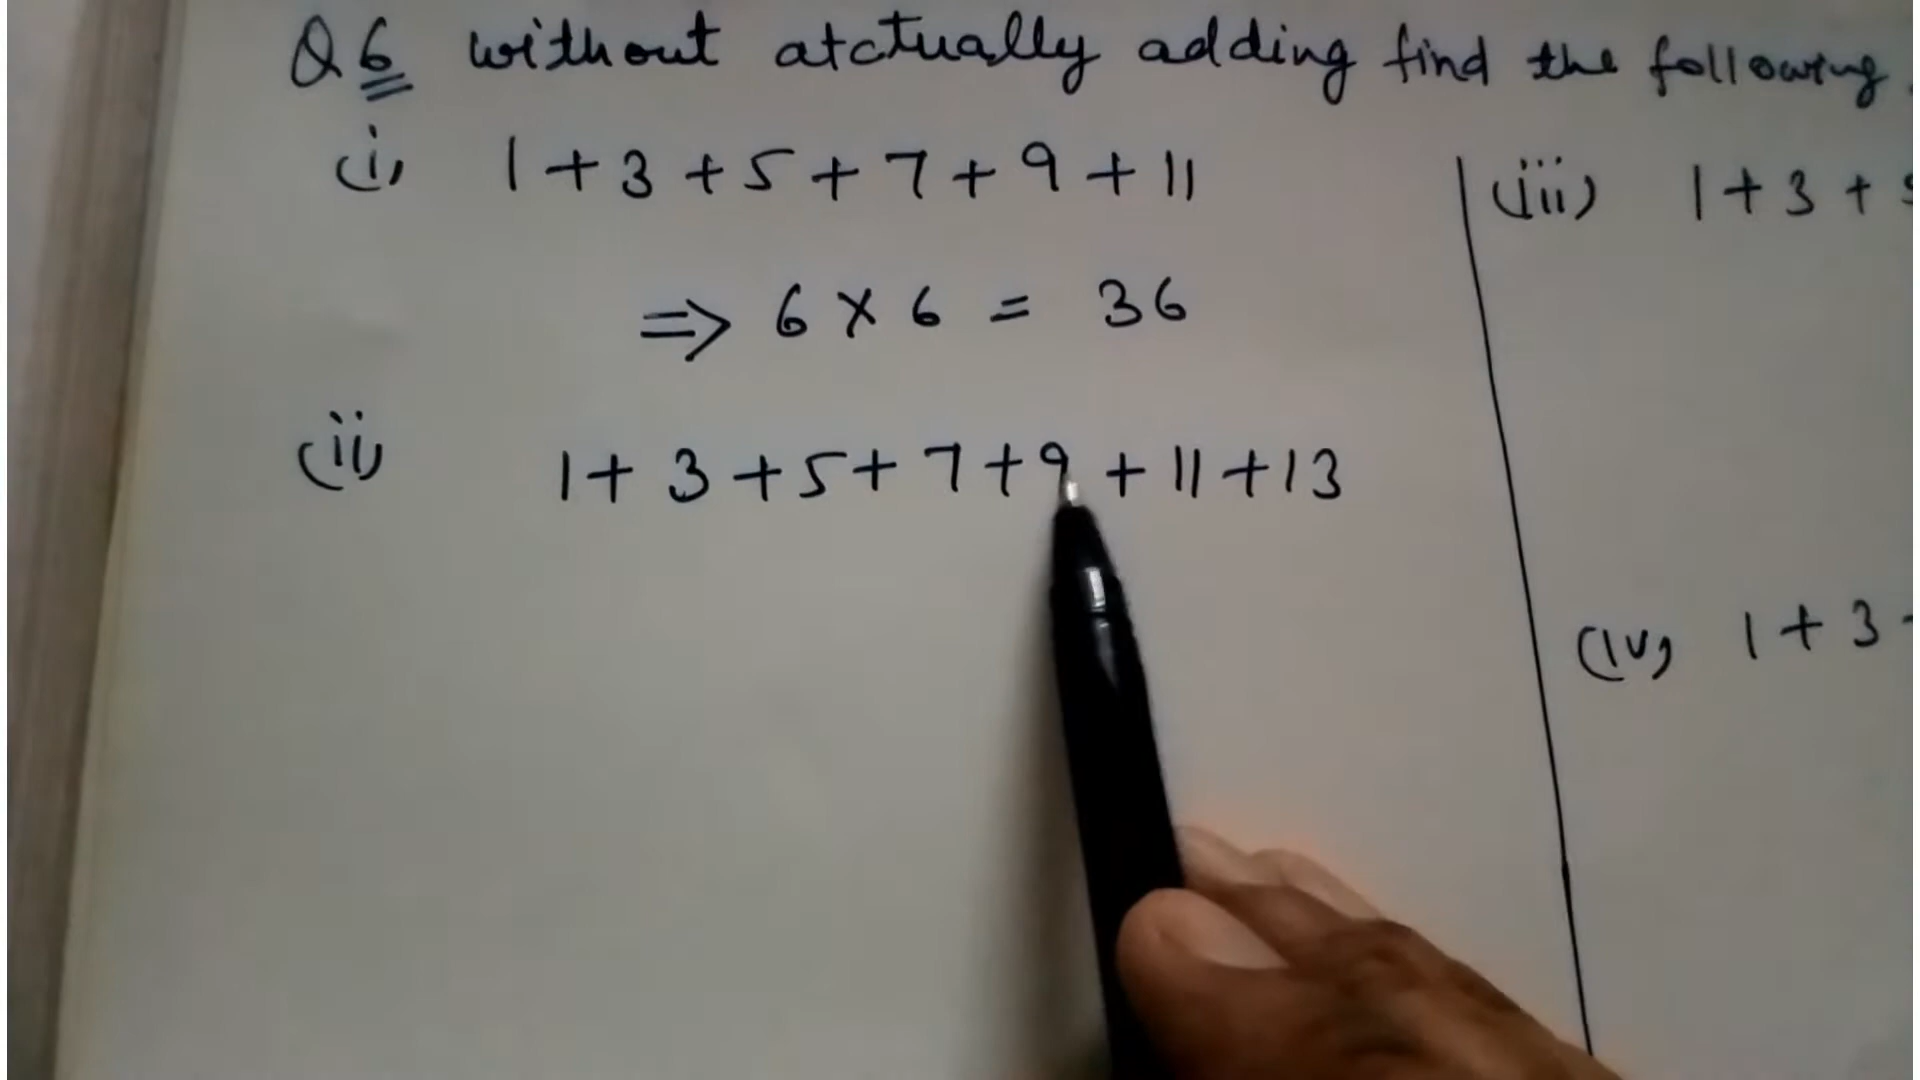 Q6 without atctually adding find the following.
(i) 1+3+5+7+9+11
⇒ 6×6 = 36
(ii) 1+3+5+7+9+11+13
(iii) 1+3+5
(iv) 1+3+